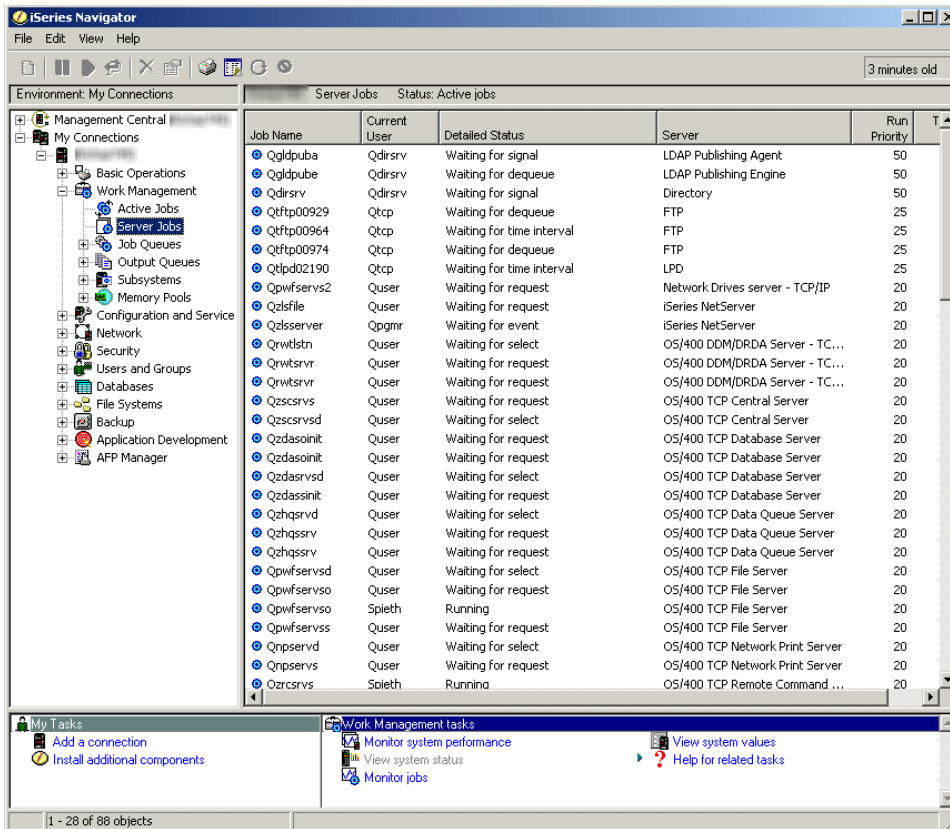 iSeries Navigator
File Edit View Help
3 minutes old
Environment: My Connections
Server Jobs Status: Active jobs
Management Central
My Connections
Basic Operations
Work Management
Active Jobs
Server Jobs
Job Queues
Output Queues
Subsystems
Memory Pools
Configuration and Service
Network
Security
Users and Groups
Databases
File Systems
Backup
Application Development
AFP Manager
Job Name Current User Detailed Status Server Run Priority T
Qgldpuba Qdirsrv Waiting for signal LDAP Publishing Agent 50
Qgldpube Qdirsrv Waiting for dequeue LDAP Publishing Engine 50
Qdirsrv Qdirsrv Waiting for signal Directory 50
Qtftp00929 Qtcp Waiting for dequeue FTP 25
Qtftp00964 Qtcp Waiting for time interval FTP 25
Qtftp00974 Qtcp Waiting for dequeue FTP 25
Qtlpd02190 Qtcp Waiting for time interval LPD 25
Qpwfservs2 Quser Waiting for request Network Drives server - TCP/IP 20
Qzlsfile Quser Waiting for request iSeries NetServer 20
Qzlsserver Qpgmr Waiting for event iSeries NetServer 20
Qrwtlstn Quser Waiting for select OS/400 DDM/DRDA Server - TC... 20
Qrwtsrvr Quser Waiting for request OS/400 DDM/DRDA Server - TC... 20
Qrwtsrvr Quser Waiting for request OS/400 DDM/DRDA Server - TC... 20
Qzscsrvs Quser Waiting for request OS/400 TCP Central Server 20
Qzscsrvsd Quser Waiting for select OS/400 TCP Central Server 20
Qzdasoinit Quser Waiting for request OS/400 TCP Database Server 20
Qzdasoinit Quser Waiting for request OS/400 TCP Database Server 20
Qzdasrvsd Quser Waiting for select OS/400 TCP Database Server 20
Qzdassinit Quser Waiting for request OS/400 TCP Database Server 20
Qzhqsrvd Quser Waiting for select OS/400 TCP Data Queue Server 20
Qzhqssrv Quser Waiting for request OS/400 TCP Data Queue Server 20
Qzhqssrv Quser Waiting for request OS/400 TCP Data Queue Server 20
Qpwfservsd Quser Waiting for select OS/400 TCP File Server 20
Qpwfservso Quser Waiting for request OS/400 TCP File Server 20
Qpwfservso Spieth Running OS/400 TCP File Server 20
Qpwfservss Quser Waiting for request OS/400 TCP File Server 20
Qnpservd Quser Waiting for select OS/400 TCP Network Print Server 20
Qnpservs Quser Waiting for request OS/400 TCP Network Print Server 20
Qzrcsrvs Spieth Running OS/400 TCP Remote Command ... 20
My Tasks
Add a connection
Install additional components
Work Management tasks
Monitor system performance
View system status
Monitor jobs
View system values
Help for related tasks
1 - 28 of 88 objects